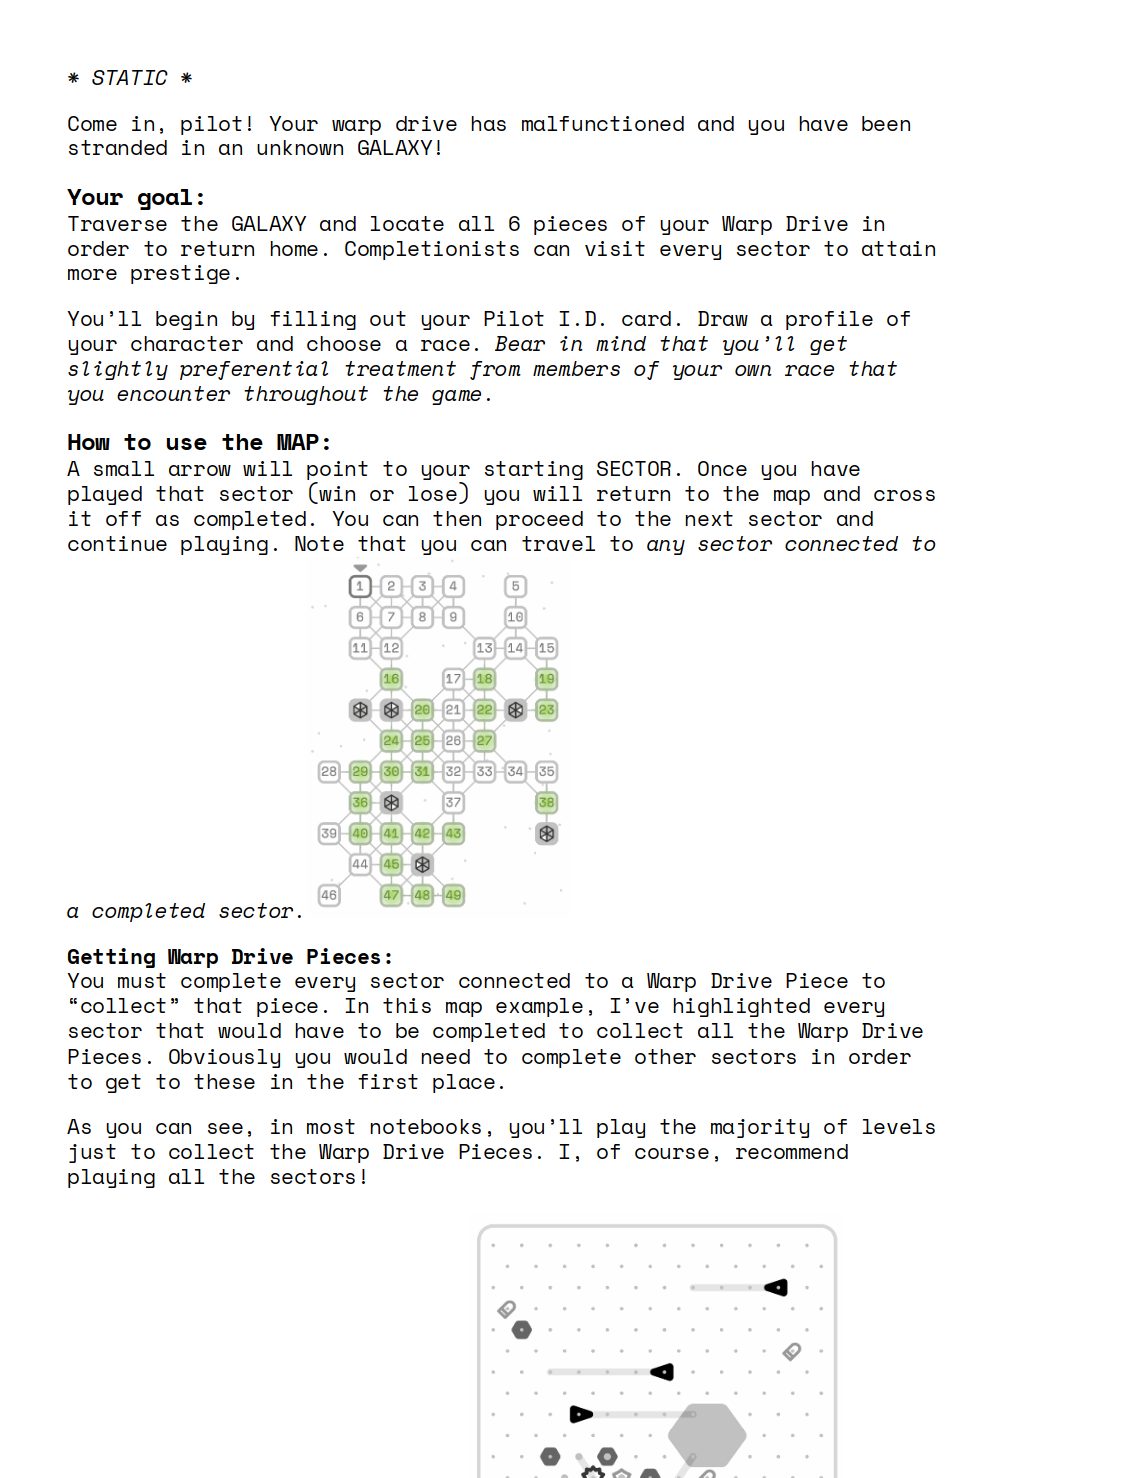 * STATIC *
Come in, pilot! Your warp drive has malfunctioned and you have been
stranded in an unknown GALAXY!
Your goal:
Traverse the GALAXY and locate all 6 pieces of your Warp Drive in
order to return home. Completionists can visit every sector to attain
more prestige.
You'll begin by filling out your Pilot I.D. card. Draw a profile of
your character and choose a race. Bear in mind that you'll get
slightly preferential treatment from members of your own race that
you encounter throughout the game.
How to use the MAP:
A small arrow will point to your starting SECTOR. Once you have
played that sector (win or lose) you will return to the map and cross
it off as completed. You can then proceed to the next sector and
continue playing. Note that you can travel to any sector connected to
1 2 3 4 5
6 7 8 9 10
11 12 13 14 15
16 17 18 19
20 21 22 23
24 25 26 27
28 29 30 31 32 33 34 35
36 37 38
39 40 41 42 43
44 45
46 47 48 49
a completed sector.
Getting Warp Drive Pieces:
You must complete every sector connected to a Warp Drive Piece to
“collect” that piece. In this map example, I've highlighted every
sector that would have to be completed to collect all the Warp Drive
Pieces. Obviously you would need to complete other sectors in order
to get to these in the first place.
As you can see, in most notebooks, you'll play the majority of levels
just to collect the Warp Drive Pieces. I, of course, recommend
playing all the sectors!